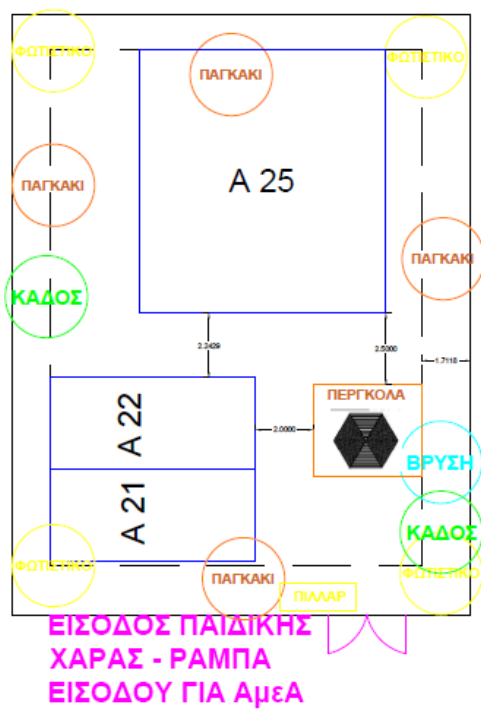 ΦΩΤΙΣΤΙΚΟ
ΦΩΤΙΣΤΙΚΟ
ΠΑΓΚΑΚΙ
Α 25
ΠΑΓΚΑΚΙ
ΠΑΓΚΑΚΙ
ΚΑΔΟΣ
2.2429
2.5000
1.7118
ΠΕΡΓΚΟΛΑ
Α 22
2.0000
ΒΡΥΣΗ
Α 21
ΚΑΔΟΣ
ΦΩΤΙΣΤΙΚΟ
ΠΑΓΚΑΚΙ
ΦΩΤΙΣΤΙΚΟ
ΠΙΛΛΑΡ
ΕΙΣΟΔΟΣ ΠΑΙΔΙΚΗΣ
ΧΑΡΑΣ - ΡΑΜΠΑ
ΕΙΣΟΔΟΥ ΓΙΑ ΑμεΑ